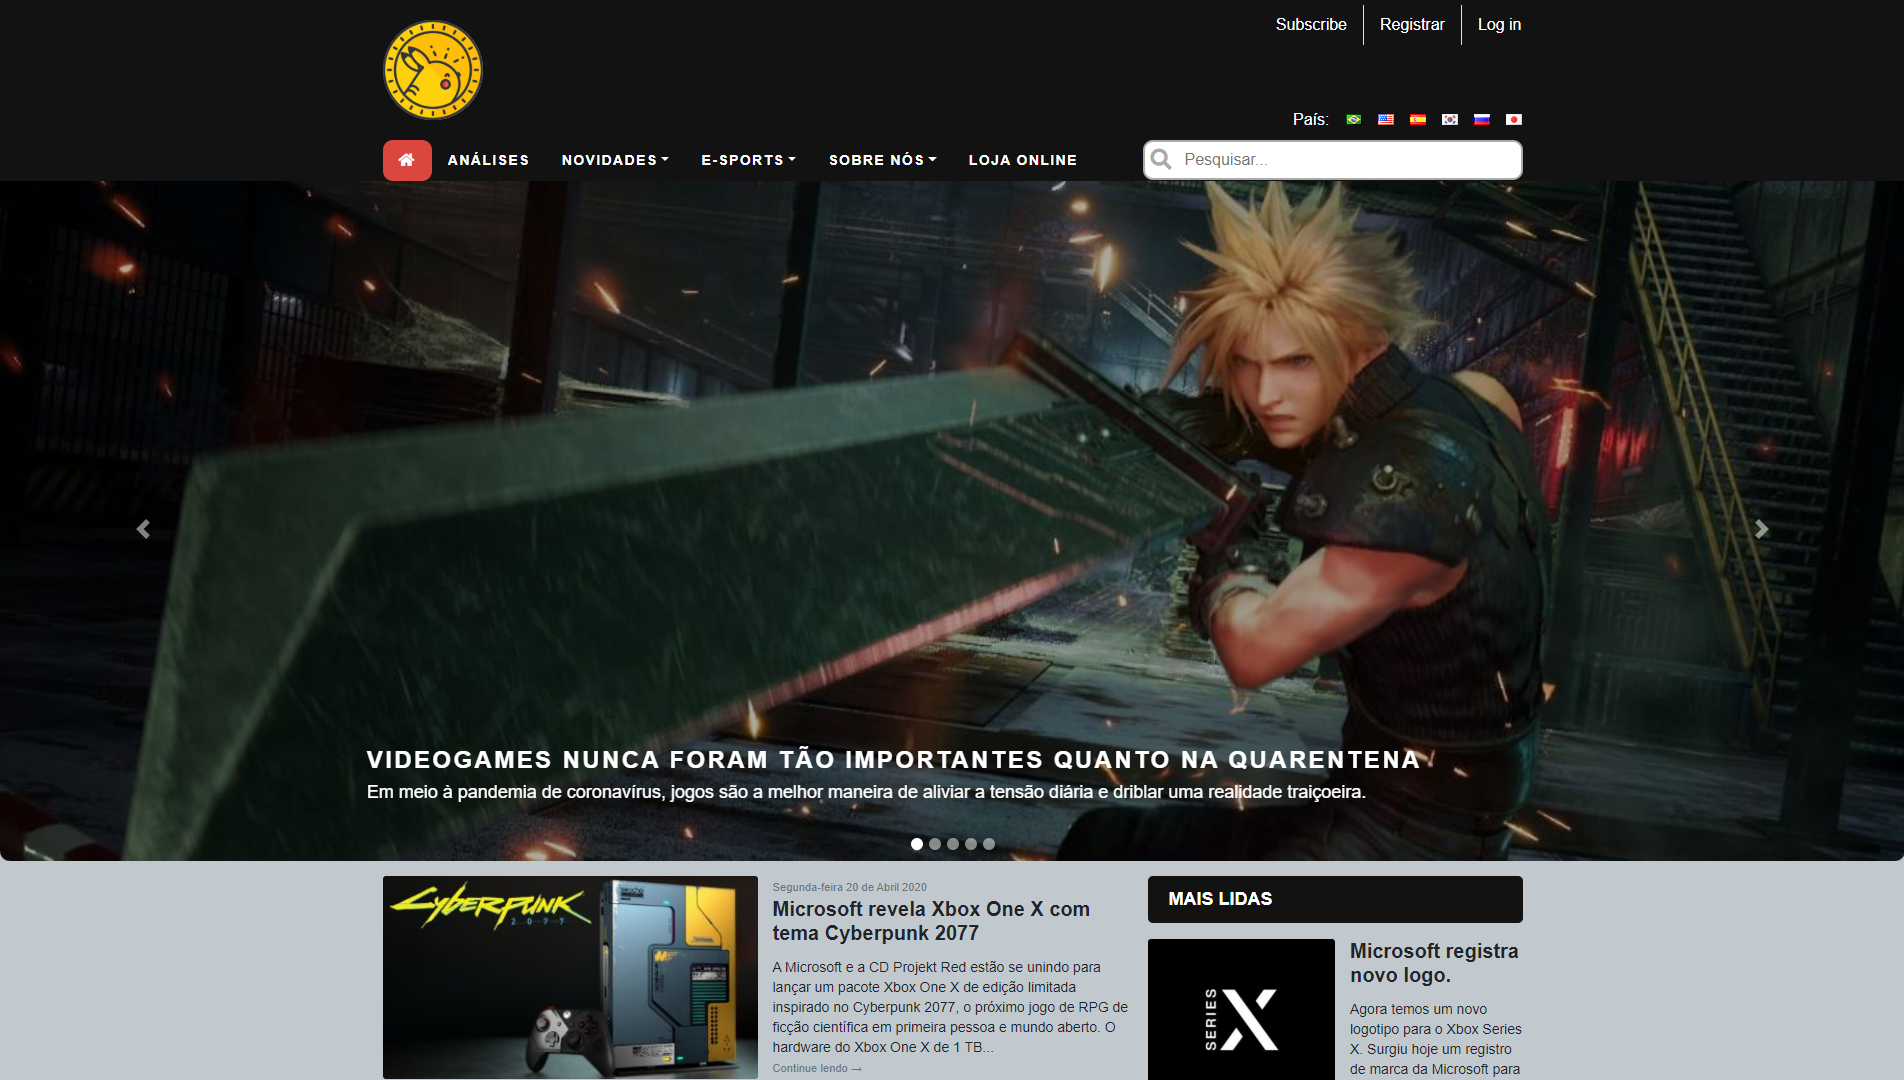 Subscribe
Registrar
Log in
País:
ANÁLISES
NOVIDADES
E-SPORTS
SOBRE NÓS
LOJA ONLINE
Pesquisar...
VIDEOGAMES NUNCA FORAM TÃO IMPORTANTES QUANTO NA QUARENTENA
Em meio à pandemia de coronavírus, jogos são a melhor maneira de aliviar a tensão diária e driblar uma realidade traiçoeira.
Cyberpunk
2077
Segunda-feira 20 de Abril 2020
Microsoft revela Xbox One X com
tema Cyberpunk 2077
A Microsoft e a CD Projekt Red estão se unindo para
lançar um pacote Xbox One X de edição limitada
inspirado no Cyberpunk 2077, o próximo jogo de RPG de
ficção científica em primeira pessoa e mundo aberto. O
hardware do Xbox One X de 1 TB...
Continue lendo →
MAIS LIDAS
SERIES X
Microsoft registra
novo logo.
Agora temos um novo
logotipo para o Xbox Series
X. Surgiu hoje um registro
de marca da Microsoft para